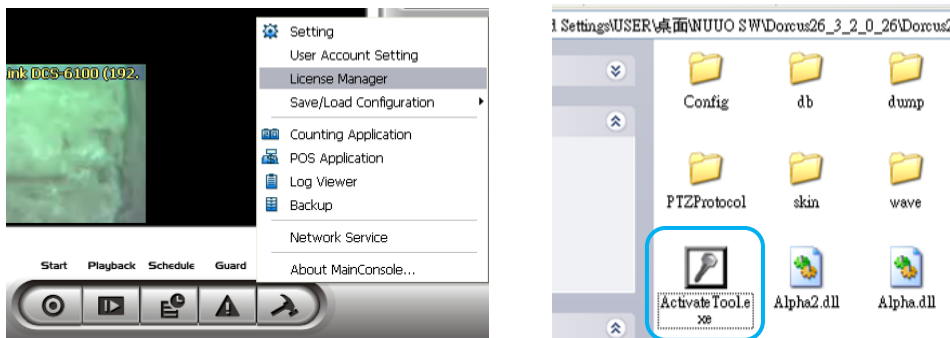 Setting
User Account Setting
License Manager
Save/Load Configuration
Counting Application
POS Application
Log Viewer
Backup
Network Service
About MainConsole...
ink DCS-6100 (192.
Start Playback Schedule Guard
l Settings\USER\桌面\NUUO SW\Dorcus26_3_2_0_26\Dorcus2
Config db dump
PTZProtocol skin wave
ActivateTool.e
xe
Alpha2.dll Alpha.dll